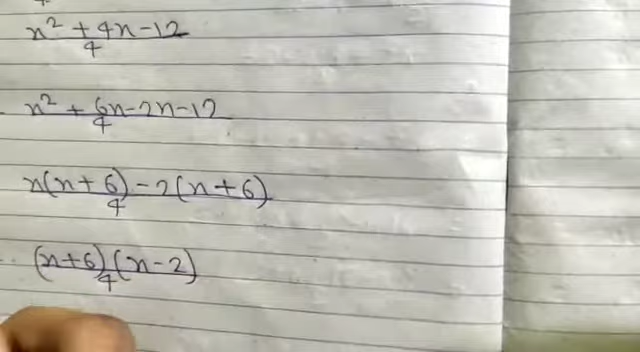 x² + 4x - 12
4
x² + 6x - 2x - 12
4
x(x + 6) - 2(x + 6)
4
(x + 6)(x - 2)
4